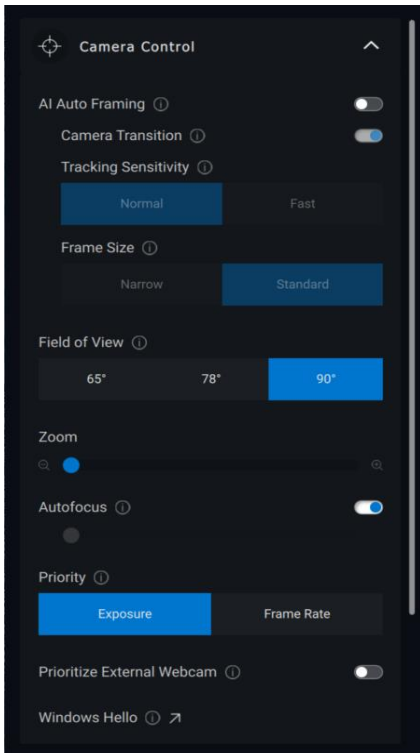 Camera Control
AI Auto Framing
Camera Transition
Tracking Sensitivity
Normal Fast
Frame Size
Narrow Standard
Field of View
65° 78° 90°
Zoom
Autofocus
Priority
Exposure Frame Rate
Prioritize External Webcam
Windows Hello